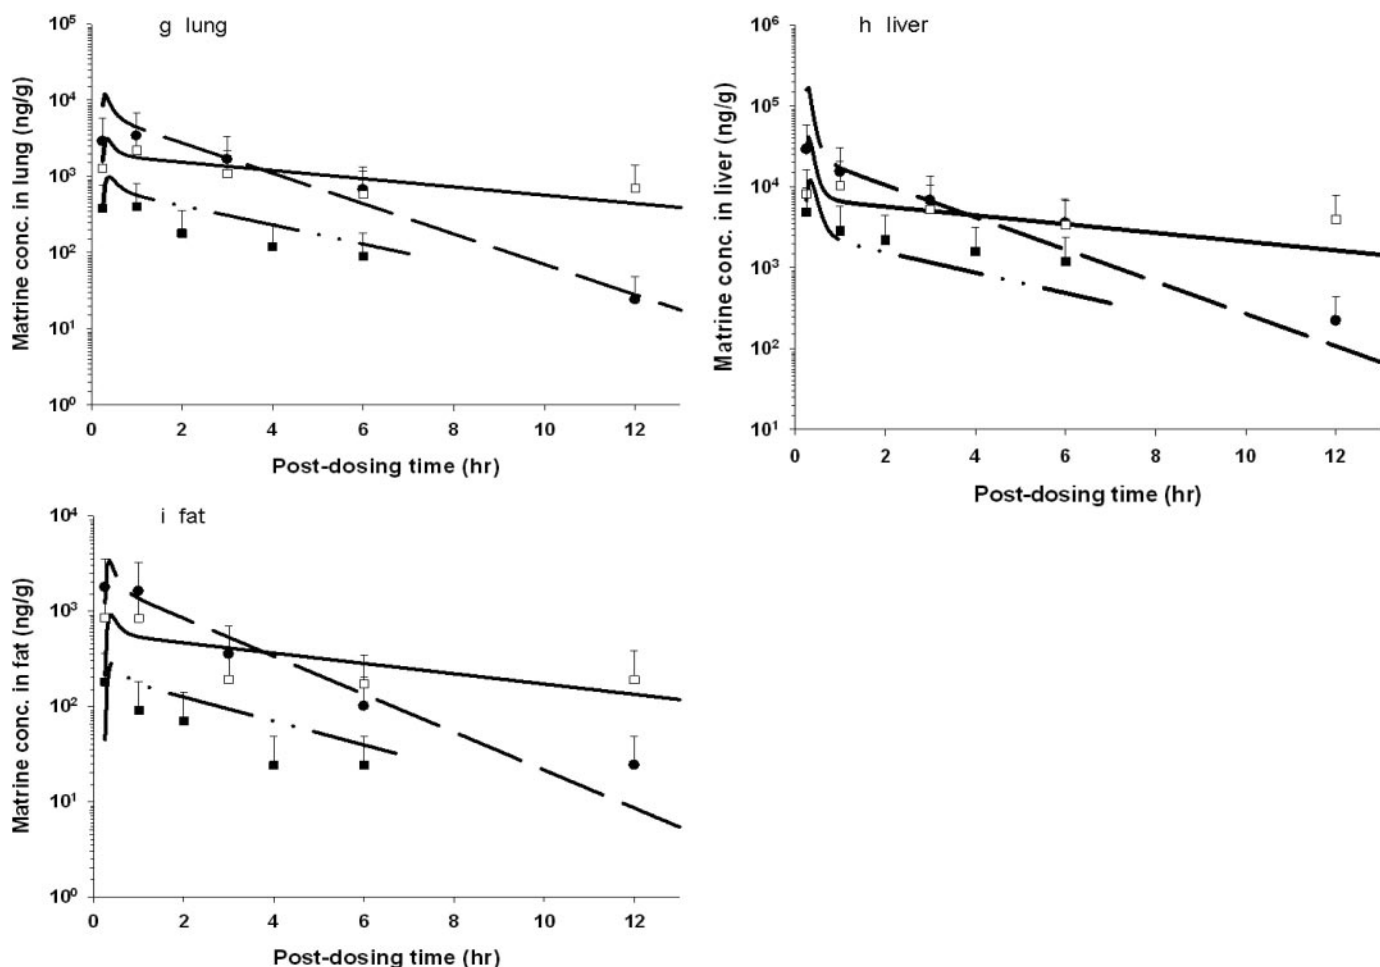 g lung
Matrine conc. in lung (ng/g)
10⁵
10⁴
10³
10²
10¹
10⁰
0 2 4 6 8 10 12
Post-dosing time (hr)
h liver
Matrine conc. in liver (ng/g)
10⁶
10⁵
10⁴
10³
10²
10¹
0 2 4 6 8 10 12
Post-dosing time (hr)
i fat
Matrine conc. in fat (ng/g)
10⁴
10³
10²
10¹
10⁰
0 2 4 6 8 10 12
Post-dosing time (hr)